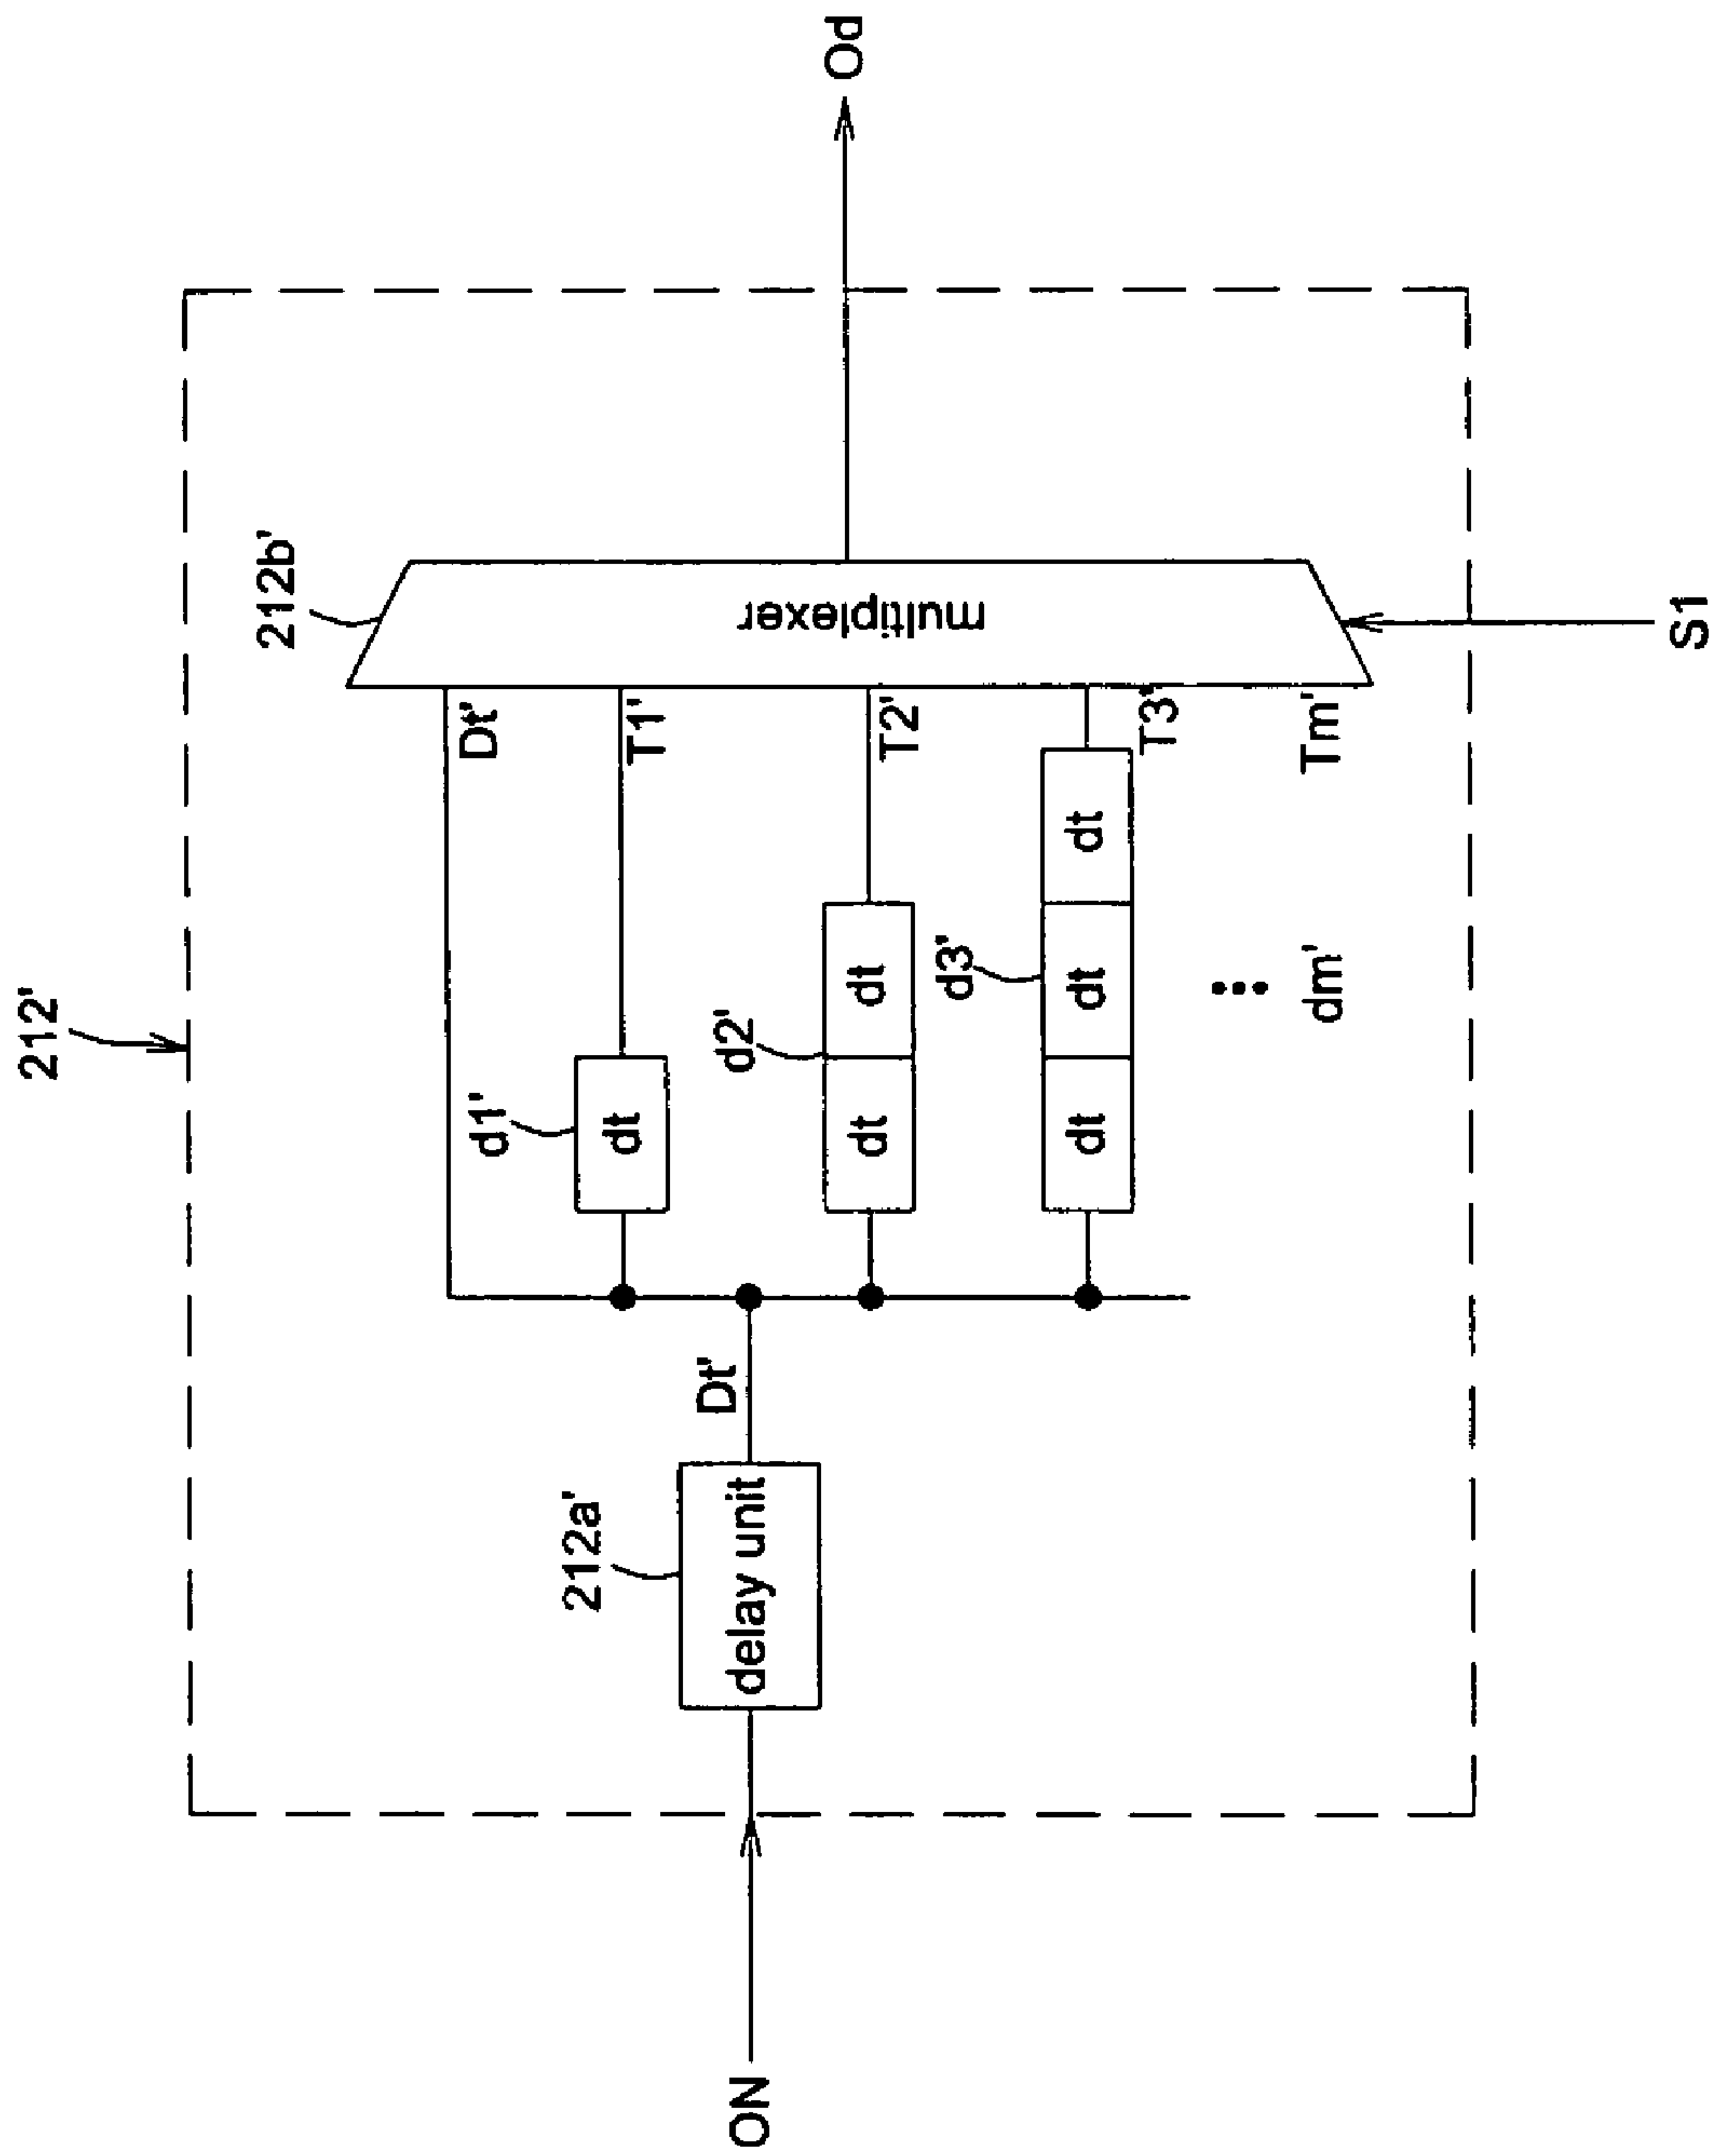 212'
212b'
Dt'
d1'
dt
T1'
212a'
Dt'
d2'
dt
dt
T2'
ON
delay unit
multiplexer
Od
d3'
dt
dt
dt
T3'
dm'
Tm'
S1